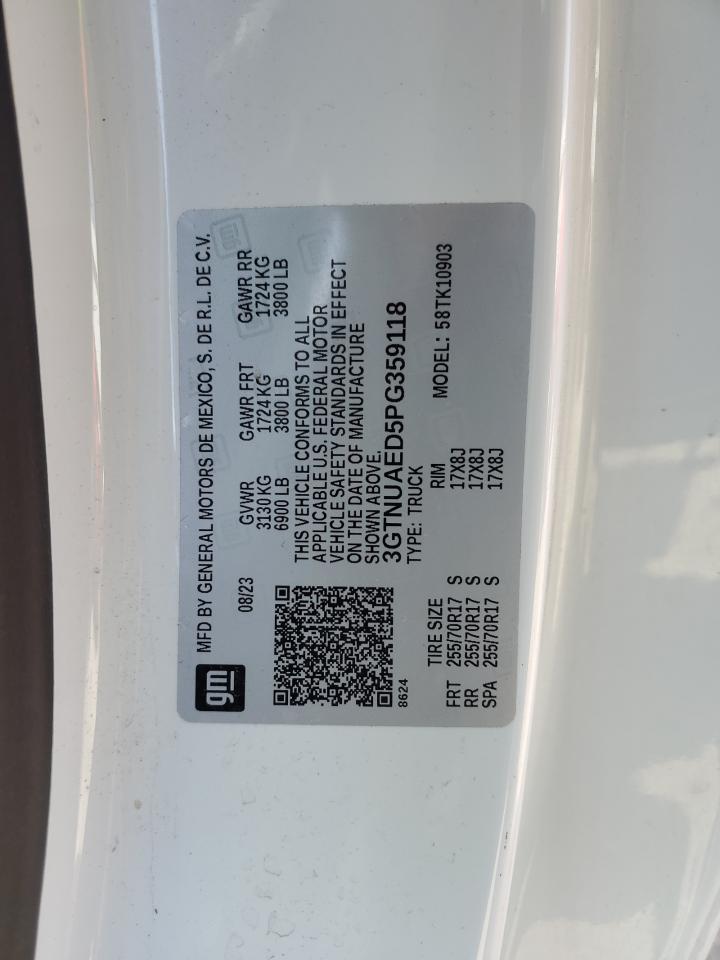 MFD BY GENERAL MOTORS DE MEXICO, S. DE R.L. DE C.V.
gm
08/23
GVWR GAWR FRT GAWR RR
3130 KG 1724 KG 1724 KG
6900 LB 3800 LB 3800 LB
THIS VEHICLE CONFORMS TO ALL
APPLICABLE U.S. FEDERAL MOTOR
VEHICLE SAFETY STANDARDS IN EFFECT
ON THE DATE OF MANUFACTURE
SHOWN ABOVE.
3GTNUAED5PG359118
8624
TYPE: TRUCK
TIRE SIZE RIM MODEL: 58TK10903
FRT 255/70R17 S 17X8J
RR 255/70R17 S 17X8J
SPA 255/70R17 S 17X8J